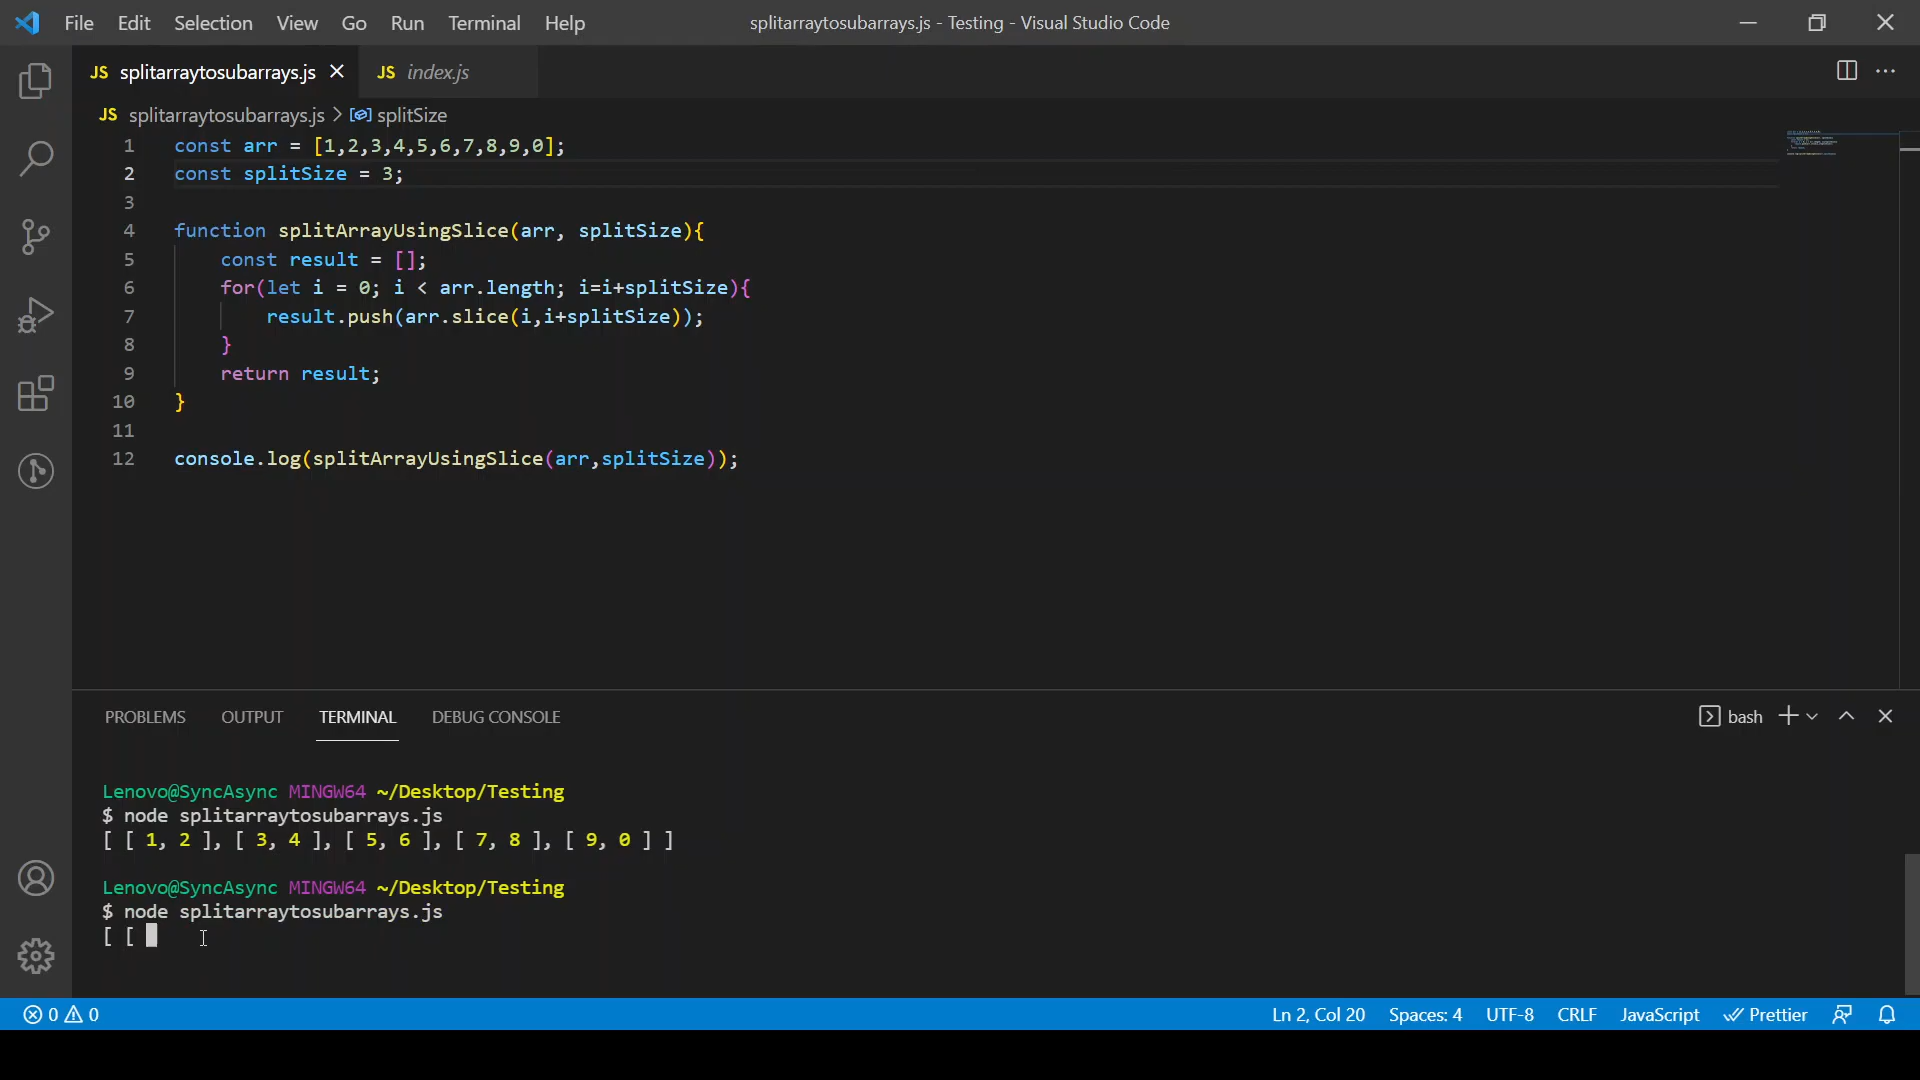 File Edit Selection View Go Run Terminal Help splitarraytosubarrays.js - Testing - Visual Studio Code
JS splitarraytosubarrays.js JS index.js
JS splitarraytosubarrays.js > splitSize
1 const arr = [1,2,3,4,5,6,7,8,9,0];
2 const splitSize = 3;
3
4 function splitArrayUsingSlice(arr, splitSize){
5 const result = [];
6 for(let i = 0; i < arr.length; i=i+splitSize){
7 result.push(arr.slice(i,i+splitSize));
8 }
9 return result;
10 }
11
12 console.log(splitArrayUsingSlice(arr,splitSize));
PROBLEMS OUTPUT TERMINAL DEBUG CONSOLE bash
Lenovo@SyncAsync MINGW64 ~/Desktop/Testing
$ node splitarraytosubarrays.js
[ [ 1, 2 ], [ 3, 4 ], [ 5, 6 ], [ 7, 8 ], [ 9, 0 ] ]
Lenovo@SyncAsync MINGW64 ~/Desktop/Testing
$ node splitarraytosubarrays.js
[ [
0 0 Ln 2, Col 20 Spaces: 4 UTF-8 CRLF JavaScript Prettier